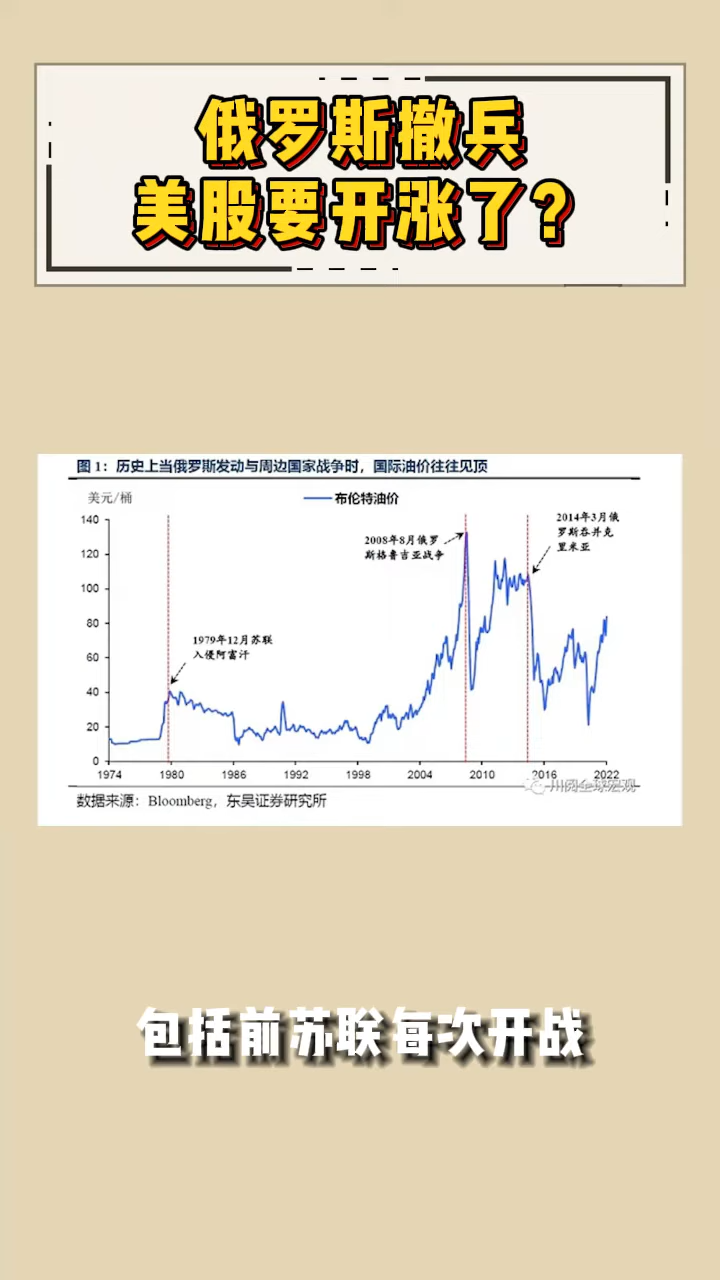 俄罗斯撤兵
美股要开涨了?
图 1：历史上当俄罗斯发动与周边国家战争时，国际油价往往见顶
美元/桶
布伦特油价
140
120
100
80
60
40
20
0
2014年3月俄
罗斯吞并克
里米亚
2008年8月俄罗
斯格鲁吉亚战争
1979年12月苏联
入侵阿富汗
1974
1980
1986
1992
1998
2004
2010
2016
2022
川阅全球宏观
数据来源：Bloomberg，东吴证券研究所
包括前苏联每次开战